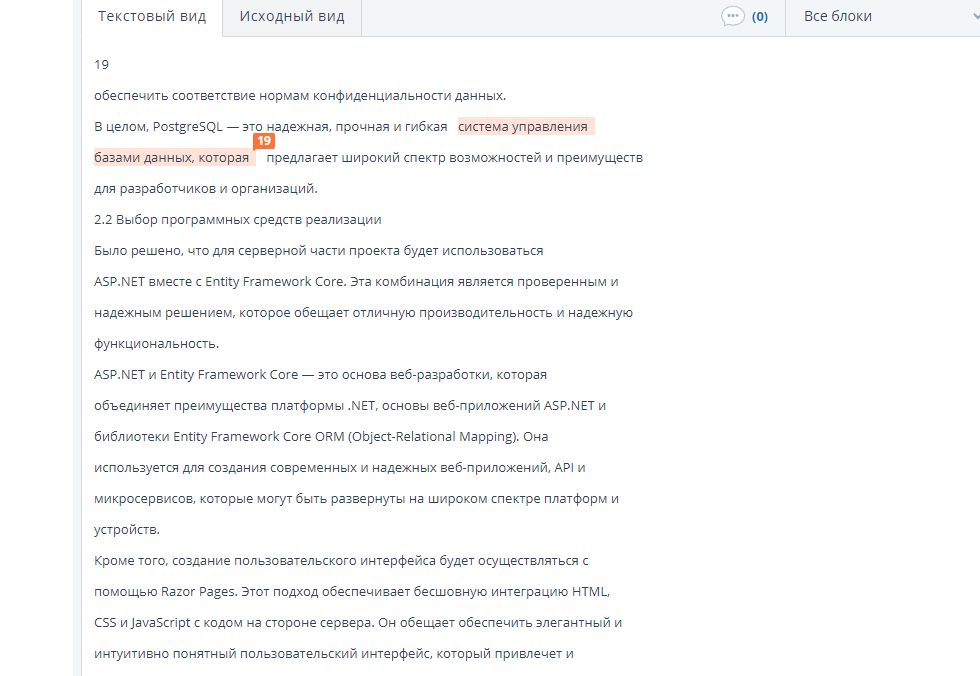 Текстовый вид
Исходный вид
(0)
Все блоки
19
обеспечить соответствие нормам конфиденциальности данных.
В целом, PostgreSQL — это надежная, прочная и гибкая система управления
19
базами данных, которая предлагает широкий спектр возможностей и преимуществ
для разработчиков и организаций.
2.2 Выбор программных средств реализации
Было решено, что для серверной части проекта будет использоваться
ASP.NET вместе с Entity Framework Core. Эта комбинация является проверенным и
надежным решением, которое обещает отличную производительность и надежную
функциональность.
ASP.NET и Entity Framework Core — это основа веб-разработки, которая
объединяет преимущества платформы .NET, основы веб-приложений ASP.NET и
библиотеки Entity Framework Core ORM (Object-Relational Mapping). Она
используется для создания современных и надежных веб-приложений, API и
микросервисов, которые могут быть развернуты на широком спектре платформ и
устройств.
Кроме того, создание пользовательского интерфейса будет осуществляться с
помощью Razor Pages. Этот подход обеспечивает бесшовную интеграцию HTML,
CSS и JavaScript с кодом на стороне сервера. Он обещает обеспечить элегантный и
интуитивно понятный пользовательский интерфейс, который привлечет и